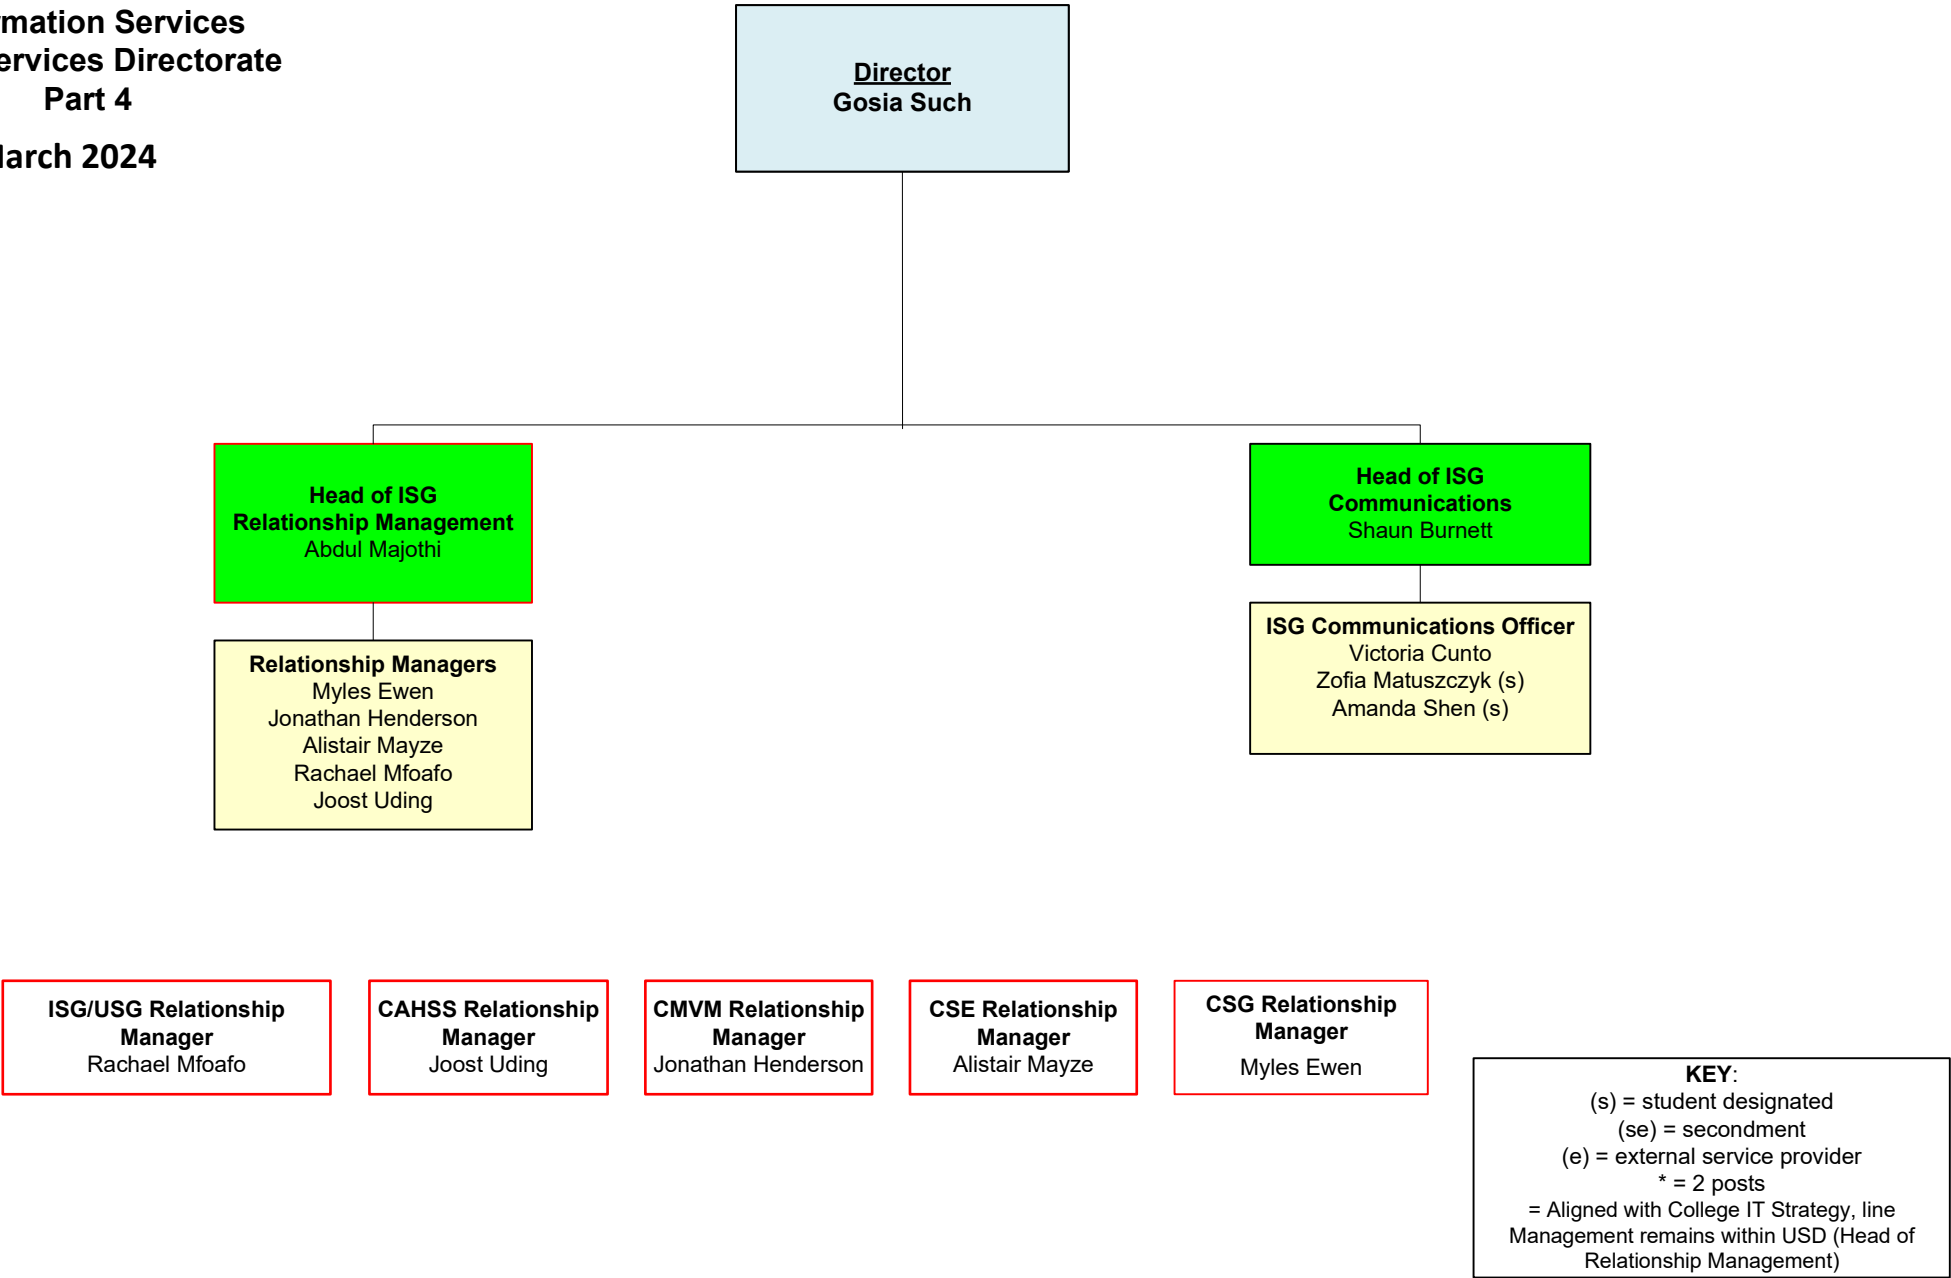 rmation Services
ervices Directorate
Part 4
March 2024
Director
Gosia Such
Head of ISG
Relationship Management
Abdul Majothi
Head of ISG
Communications
Shaun Burnett
Relationship Managers
Myles Ewen
Jonathan Henderson
Alistair Mayze
Rachael Mfoafo
Joost Uding
ISG Communications Officer
Victoria Cunto
Zofia Matuszczyk (s)
Amanda Shen (s)
ISG/USG Relationship
Manager
Rachael Mfoafo
CAHSS Relationship
Manager
Joost Uding
CMVM Relationship
Manager
Jonathan Henderson
CSE Relationship
Manager
Alistair Mayze
CSG Relationship
Manager
Myles Ewen
KEY:
(s) = student designated
(se) = secondment
(e) = external service provider
* = 2 posts
= Aligned with College IT Strategy, line
Management remains within USD (Head of
Relationship Management)